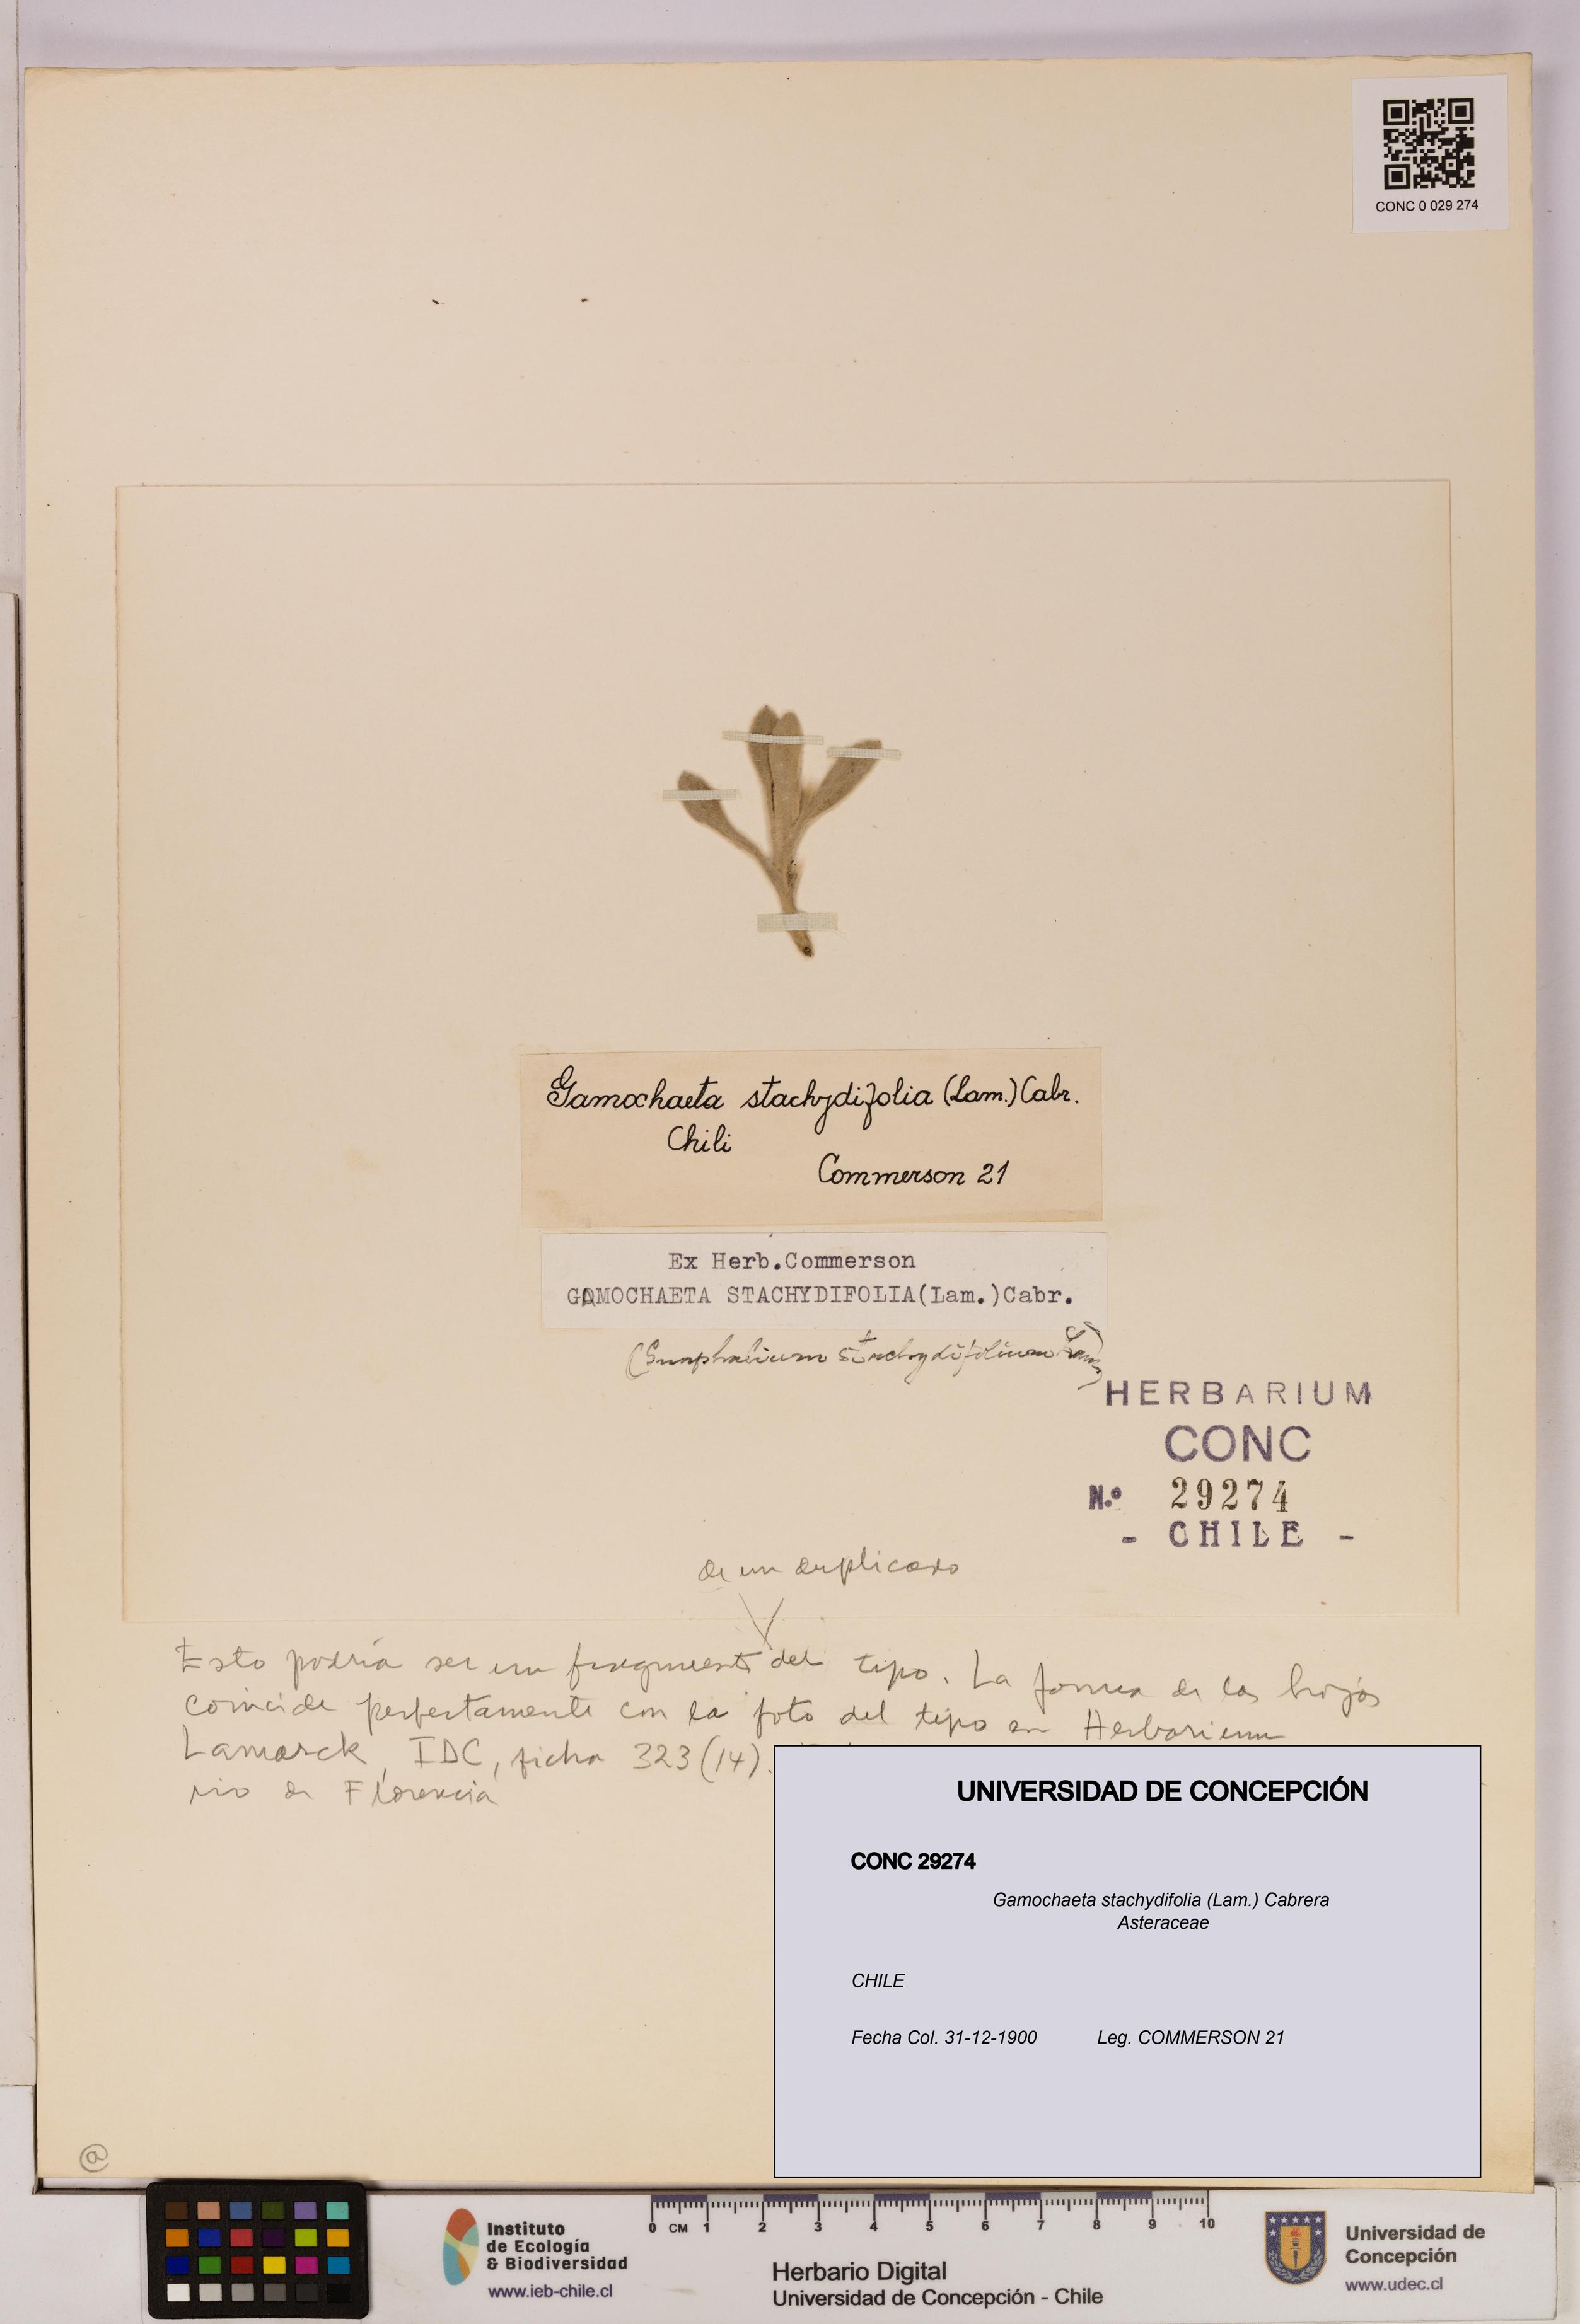 CONC 0 029 274
Gamochaeta stachydifolia (Lam.) Cabr.
Chili
Commerson 21
Ex Herb.Commerson
GAMOCHAETA STACHYDIFOLIA(Lam.)Cabr.
(Gnaphalium stachydifolium Lam)
HERBARIUM
CONC
N.º 29274
- CHILE -
de un duplicado
Esto podría ser un fragmento del tipo. La forma de las hojas
coincide perfectamente con la foto del tipo en Herbarium
Lamarck, IDC, ficha 323(14).
de Florencia
UNIVERSIDAD DE CONCEPCIÓN
CONC 29274
Gamochaeta stachydifolia (Lam.) Cabrera
Asteraceae
CHILE
Fecha Col. 31-12-1900 Leg. COMMERSON 21
@
Instituto
de Ecología
& Biodiversidad
www.ieb-chile.cl
0 CM 1 2 3 4 5 6 7 8 9 10
Herbario Digital
Universidad de Concepción - Chile
Universidad de
Concepción
www.udec.cl